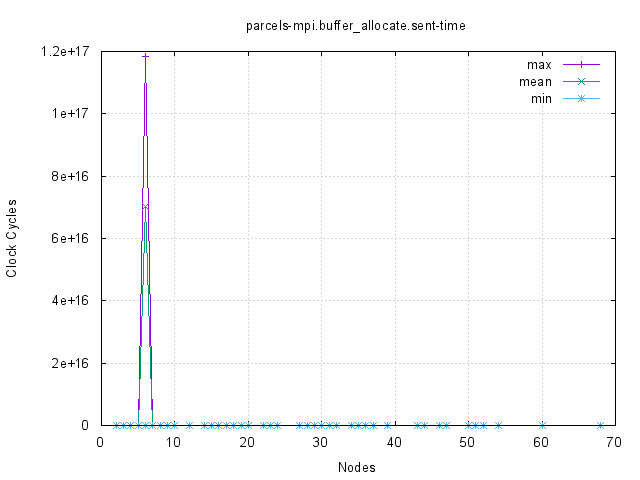 parcels-mpi.buffer_allocate.sent-time
1.2e+17
1e+17
8e+16
6e+16
4e+16
2e+16
0
Clock Cycles
max
mean
min
0 10 20 30 40 50 60 70
Nodes